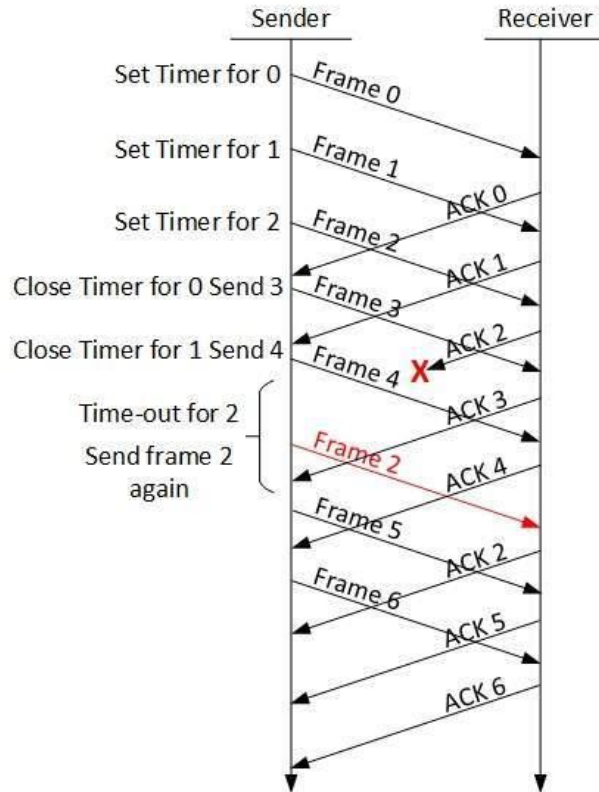 Sender
Receiver
Set Timer for 0
Frame 0
Set Timer for 1
Frame 1
ACK 0
Set Timer for 2
Frame 2
ACK 1
Close Timer for 0 Send 3
Frame 3
ACK 2
Close Timer for 1 Send 4
X
Frame 4
ACK 3
Time-out for 2
Send frame 2
again
Frame 2
ACK 4
Frame 5
ACK 2
Frame 6
ACK 5
ACK 6